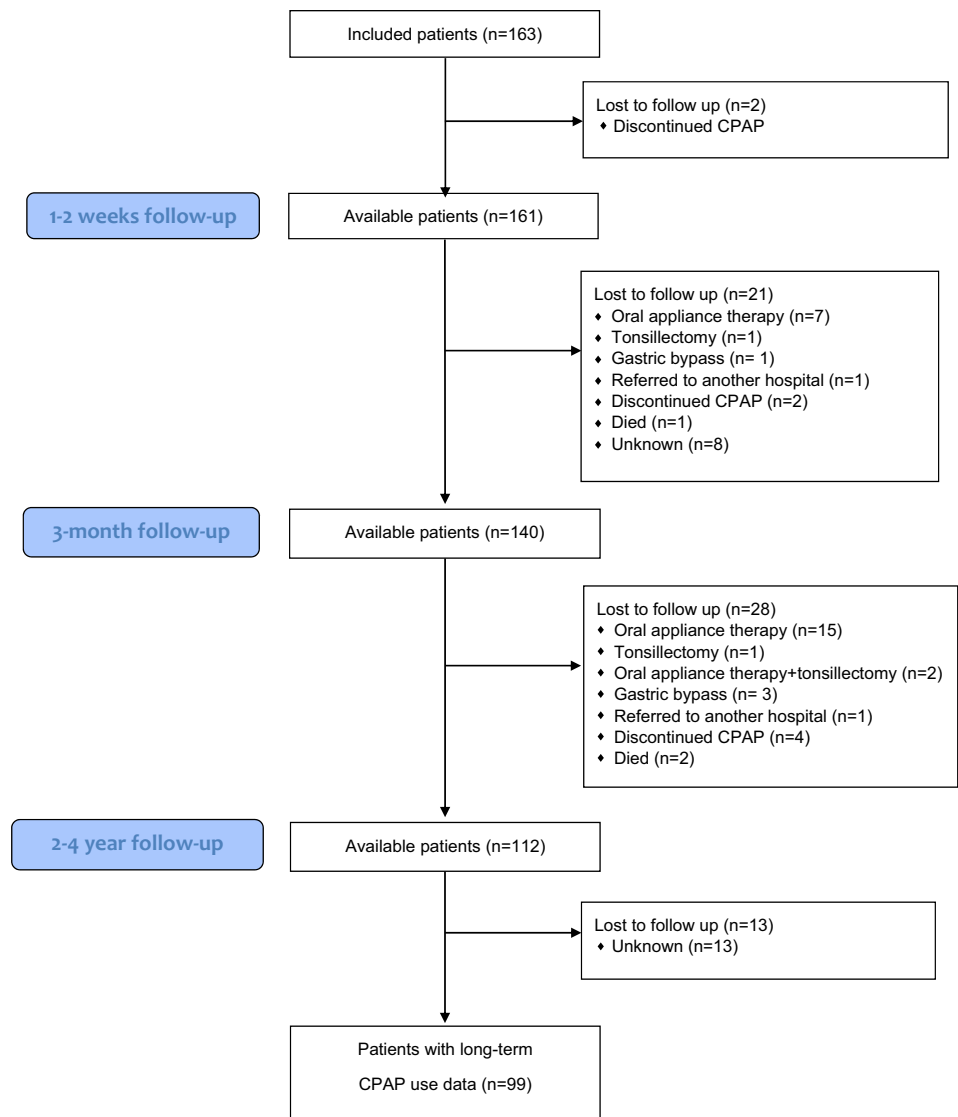 Included patients (n=163)
Lost to follow up (n=2)
♦ Discontinued CPAP
1-2 weeks follow-up
Available patients (n=161)
Lost to follow up (n=21)
♦ Oral appliance therapy (n=7)
♦ Tonsillectomy (n=1)
♦ Gastric bypass (n= 1)
♦ Referred to another hospital (n=1)
♦ Discontinued CPAP (n=2)
♦ Died (n=1)
♦ Unknown (n=8)
3-month follow-up
Available patients (n=140)
Lost to follow up (n=28)
♦ Oral appliance therapy (n=15)
♦ Tonsillectomy (n=1)
♦ Oral appliance therapy+tonsillectomy (n=2)
♦ Gastric bypass (n= 3)
♦ Referred to another hospital (n=1)
♦ Discontinued CPAP (n=4)
♦ Died (n=2)
2-4 year follow-up
Available patients (n=112)
Lost to follow up (n=13)
♦ Unknown (n=13)
Patients with long-term
CPAP use data (n=99)